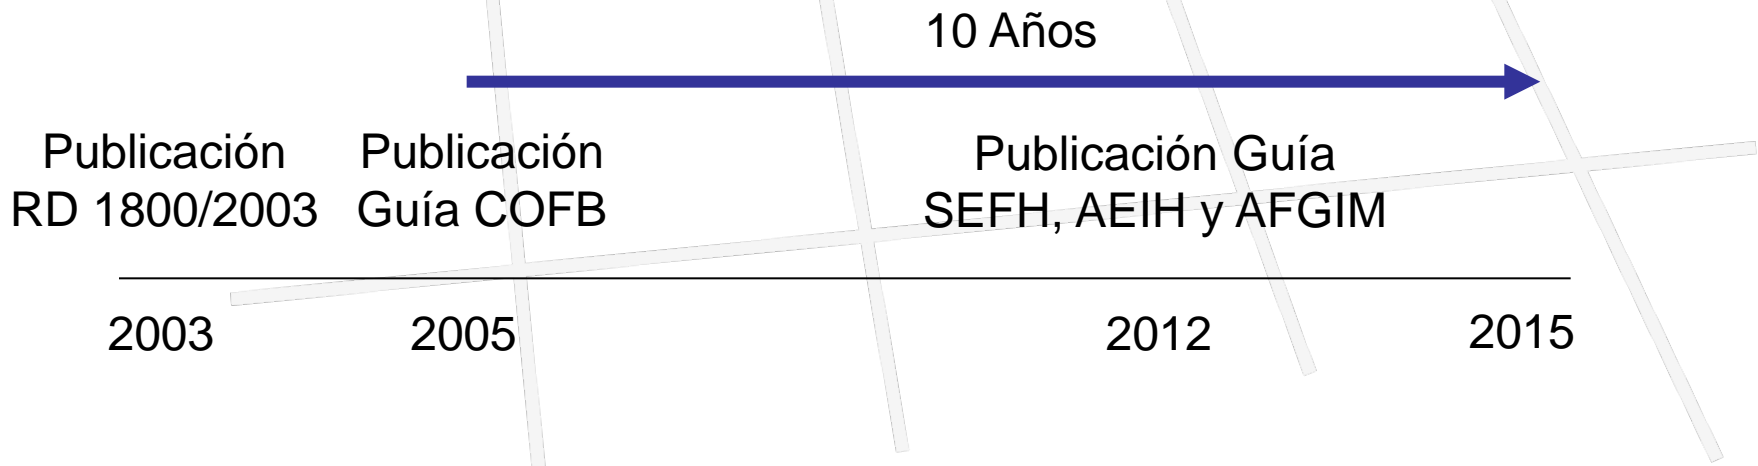 10 Años
Publicación
RD 1800/2003
Publicación
Guía COFB
Publicación Guía
SEFH, AEIH y AFGIM
2003
2005
2012
2015